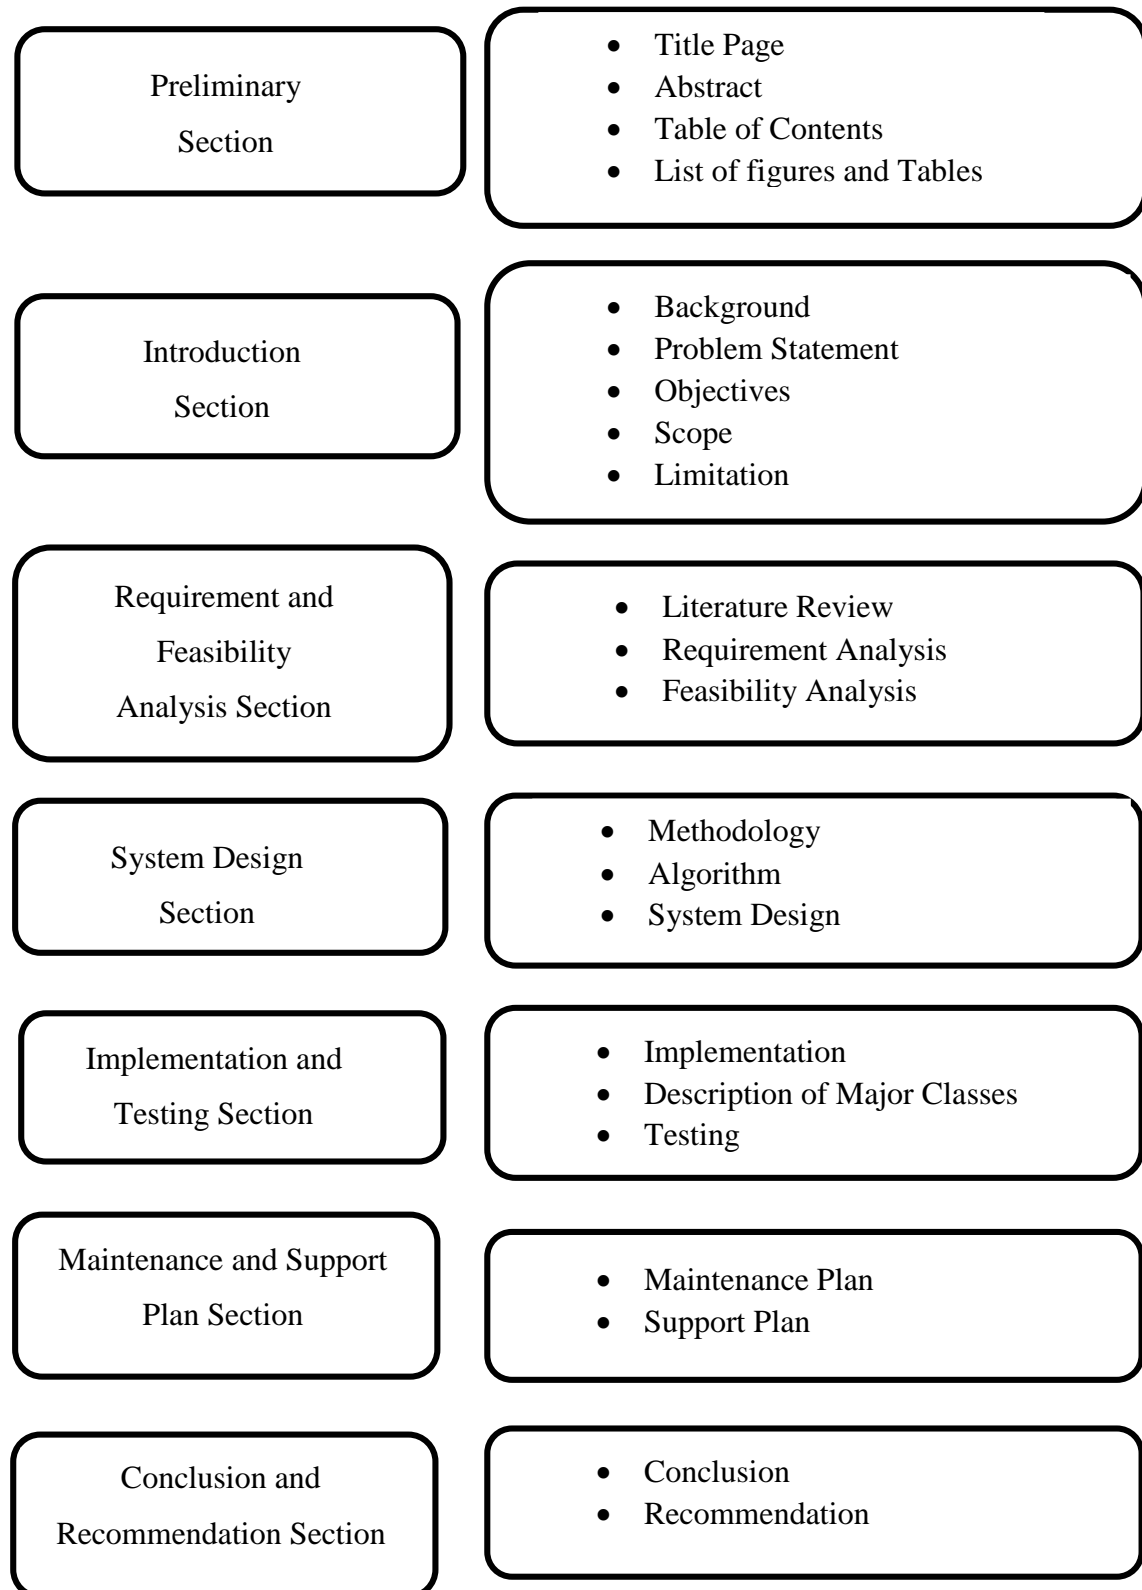 Preliminary
Section
• Title Page
• Abstract
• Table of Contents
• List of figures and Tables
Introduction
Section
• Background
• Problem Statement
• Objectives
• Scope
• Limitation
Requirement and
Feasibility
Analysis Section
• Literature Review
• Requirement Analysis
• Feasibility Analysis
System Design
Section
• Methodology
• Algorithm
• System Design
Implementation and
Testing Section
• Implementation
• Description of Major Classes
• Testing
Maintenance and Support
Plan Section
• Maintenance Plan
• Support Plan
Conclusion and
Recommendation Section
• Conclusion
• Recommendation